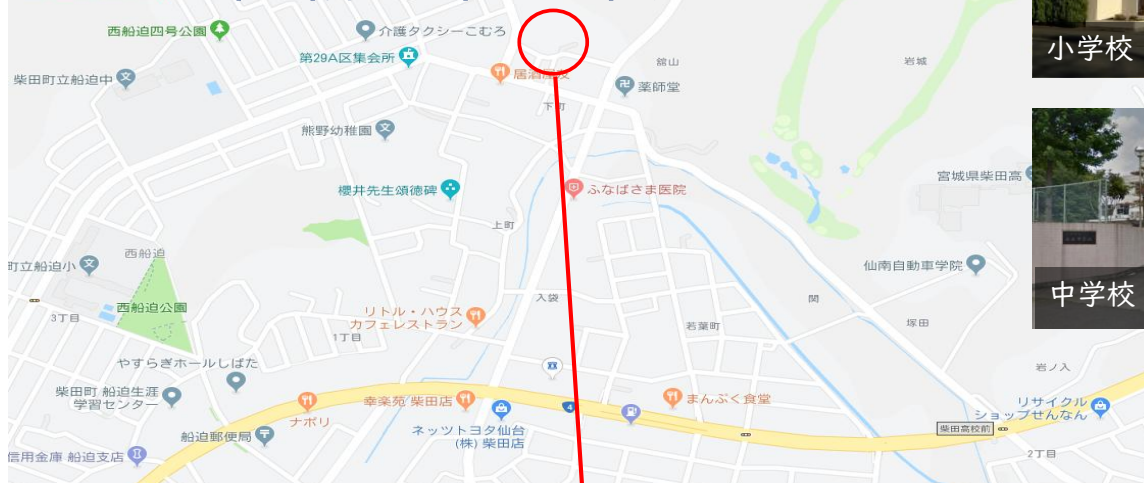 西船迫四号公園
介護タクシーこむろ
小学校
第29A区集会所
舘山
岩城
柴田町立船迫中
薬師堂
下町
熊野幼稚園
宮城県柴田高
櫻井先生頌徳碑
ふなばさま医院
中学校
上町
西船迫
仙南自動車学院
町立船迫小
西船迫公園
入袋
関
リトル・ハウス
カフェレストラン
若葉町
塚田
3丁目
1丁目
やすらぎホールしばた
岩ノ入
柴田町 船迫生涯
学習センター
幸楽苑 柴田店
まんぷく食堂
リサイクル
ショップせんなん
ナポリ
4
ネッツトヨタ仙台
(株) 柴田店
柴田高校前
船迫郵便局
信用金庫 船迫支店
2丁目